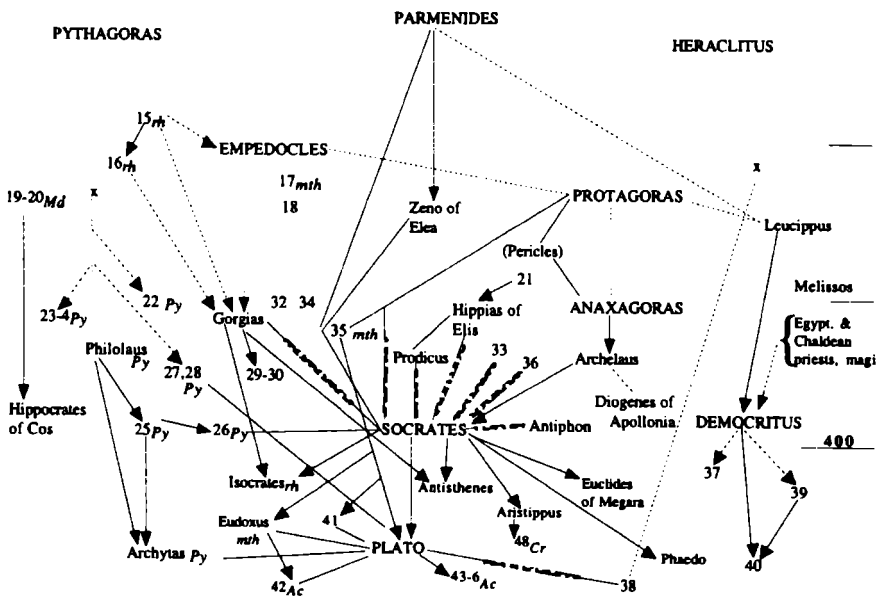 PARMENIDES
PYTHAGORAS
HERACLITUS
15rh
EMPEDOCLES
16rh
x
17mth
19-20Md
x
18
Zeno of
Elea
PROTAGORAS
Leucippus
(Pericles)
21
22 Py
23-4Py
Gorgias
32
34
35 mth
Hippias of
Elis
ANAXAGORAS
Melissos
Egypt. &
Chaldean
priests, magi
Philolaus
Py
27,28
Py
29-30
Prodicus
33
36
Archelaus
Diogenes of
Apollonia
Hippocrates
of Cos
25Py
26Py
SOCRATES
Antiphon
DEMOCRITUS
400
37
39
Isocratesrh
Antisthenes
Euclides
of Megara
Aristippus
Eudoxus
mth
41
48Cr
Archytas Py
PLATO
Phaedo
40
42Ac
43-6Ac
38